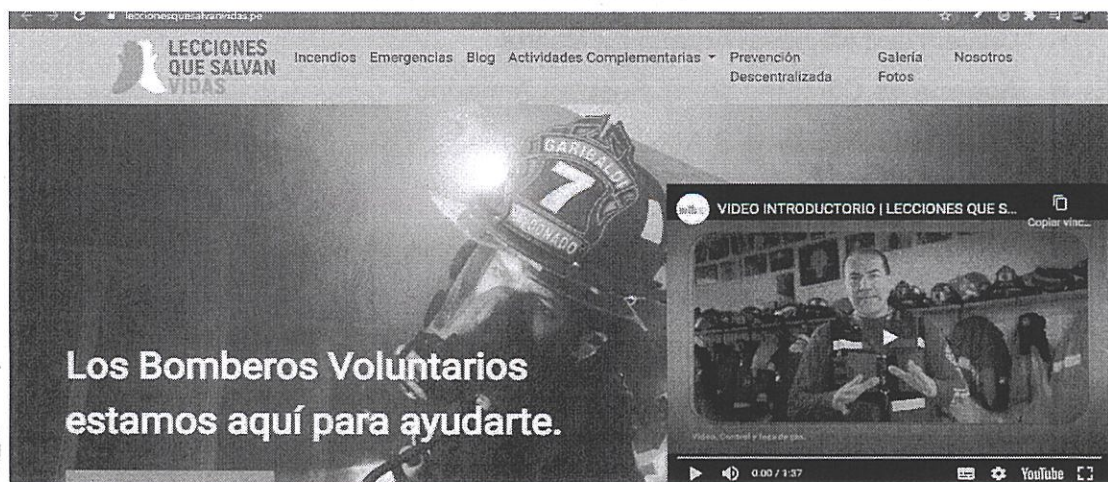 leccionesquesalvanvidas.pe
LECCIONES
QUE SALVAN
VIDAS
Incendios Emergencias Blog Actividades Complementarias Prevención Descentralizada Galería Fotos Nosotros
GARIBALDI
7
VIDEO INTRODUCTORIO | LECCIONES QUE S...
Copiar vínc...
Los Bomberos Voluntarios
estamos aquí para ayudarte.
0:00 / 1:37
YouTube